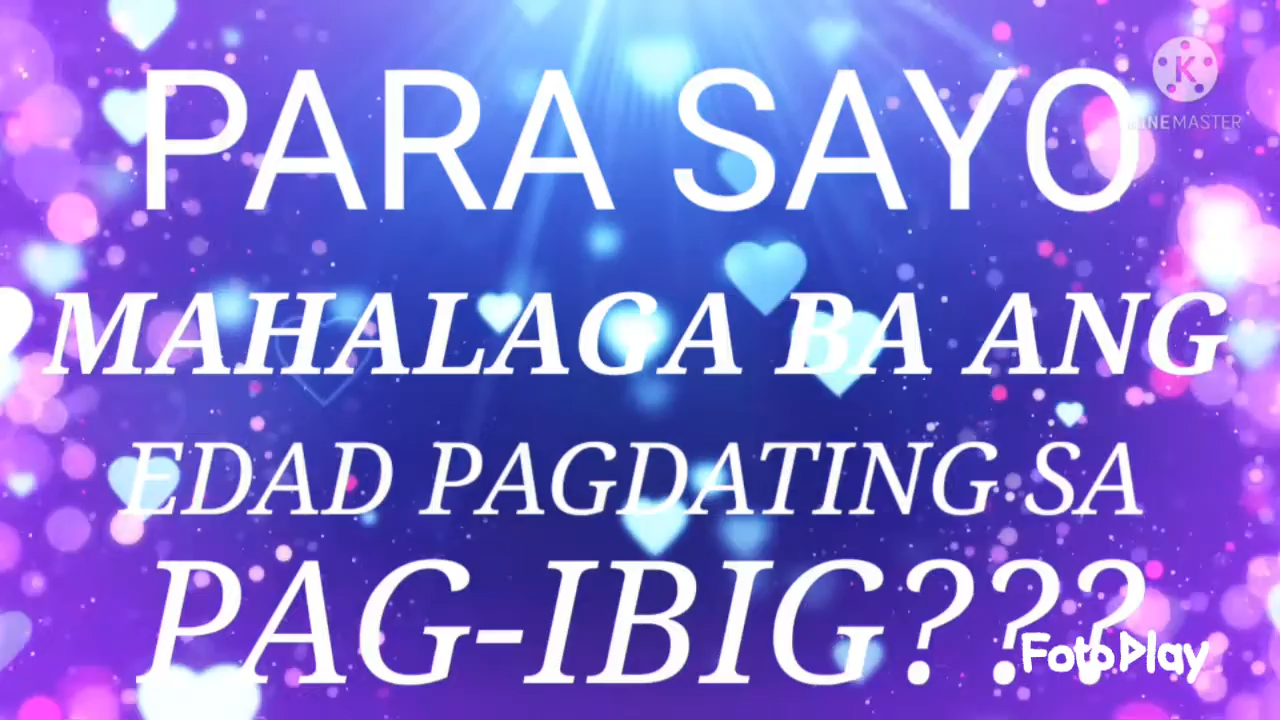 PARA SAYO
KINEMASTER
MAHALAGA BA ANG
EDAD PAGDATING SA
PAG-IBIG???
FotoPlay